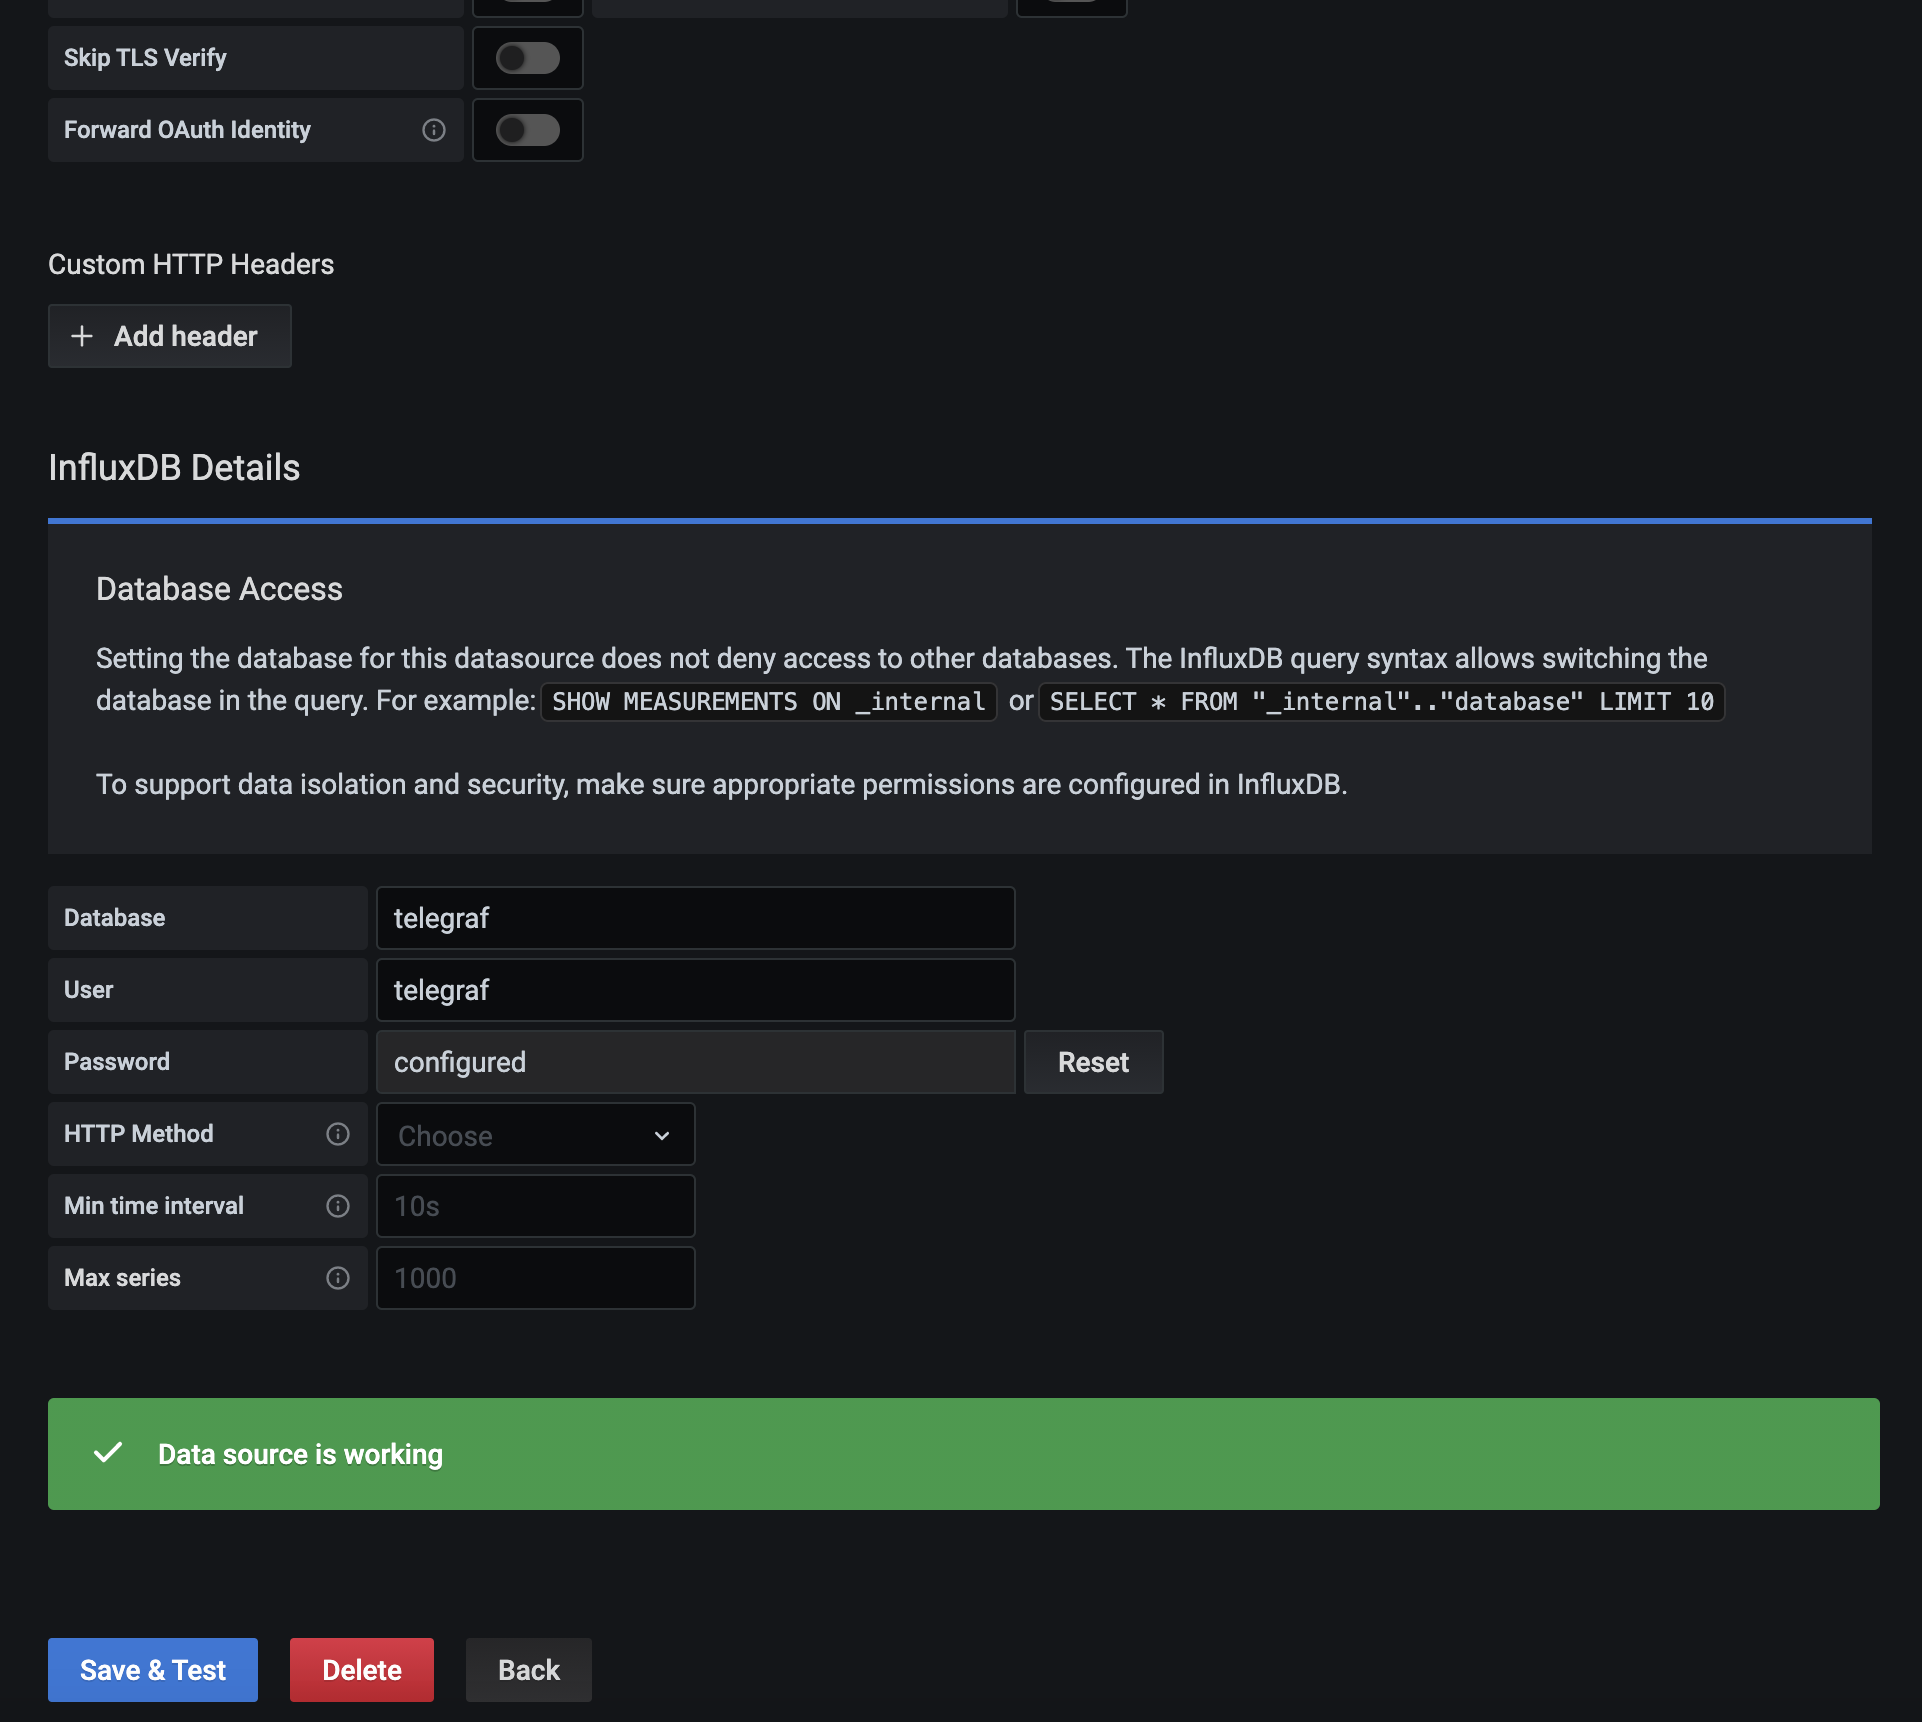 Skip TLS Verify
Forward OAuth Identity
Custom HTTP Headers
Add header
InfluxDB Details
Database Access
Setting the database for this datasource does not deny access to other databases. The InfluxDB query syntax allows switching the
database in the query. For example: SHOW MEASUREMENTS ON _internal or SELECT * FROM "_internal".."database" LIMIT 10
To support data isolation and security, make sure appropriate permissions are configured in InfluxDB.
Database telegraf
User telegraf
Password configured Reset
HTTP Method Choose
Min time interval 10s
Max series 1000
Data source is working
Save & Test Delete Back